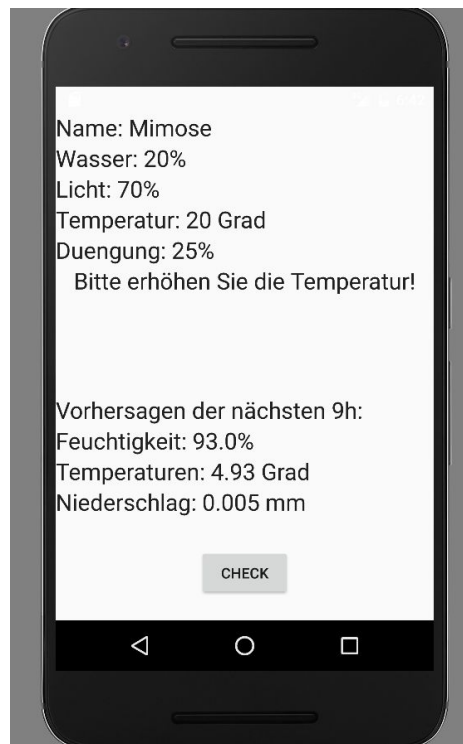 Name: Mimose
Wasser: 20%
Licht: 70%
Temperatur: 20 Grad
Duengung: 25%
Bitte erhöhen Sie die Temperatur!
Vorhersagen der nächsten 9h:
Feuchtigkeit: 93.0%
Temperaturen: 4.93 Grad
Niederschlag: 0.005 mm
CHECK